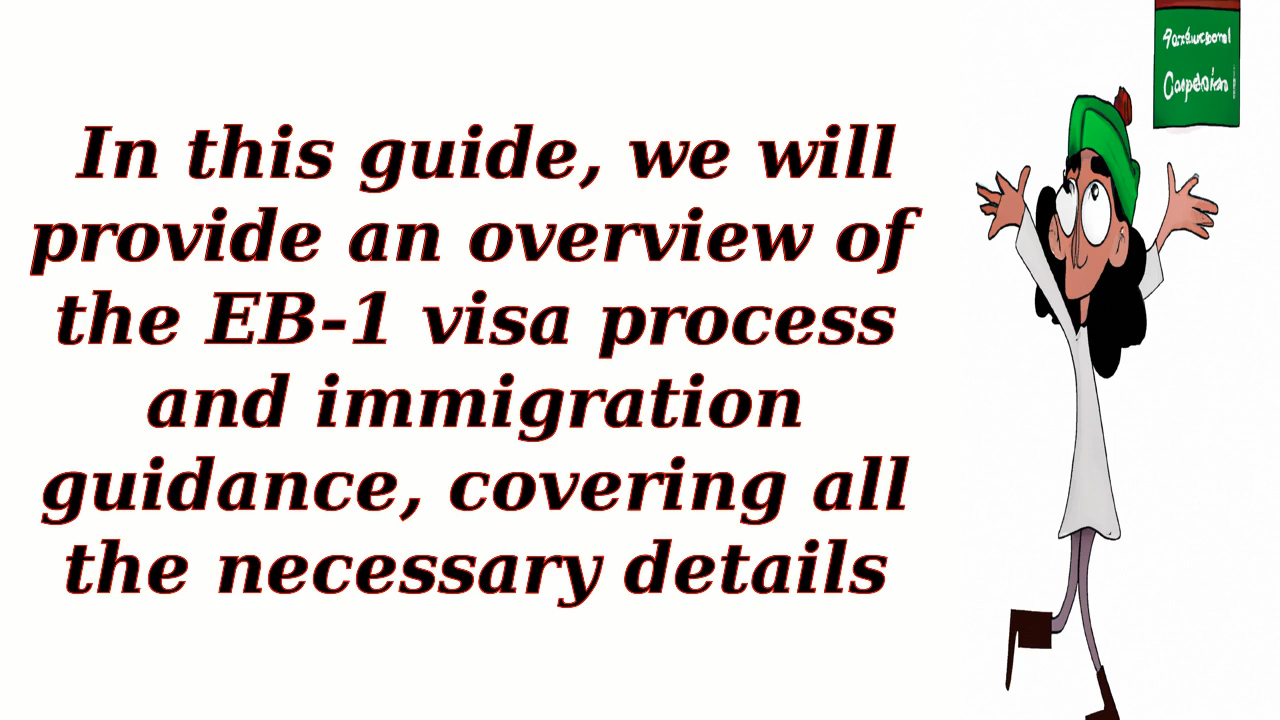 In this guide, we will
provide an overview of
the EB-1 visa process
and immigration
guidance, covering all
the necessary details